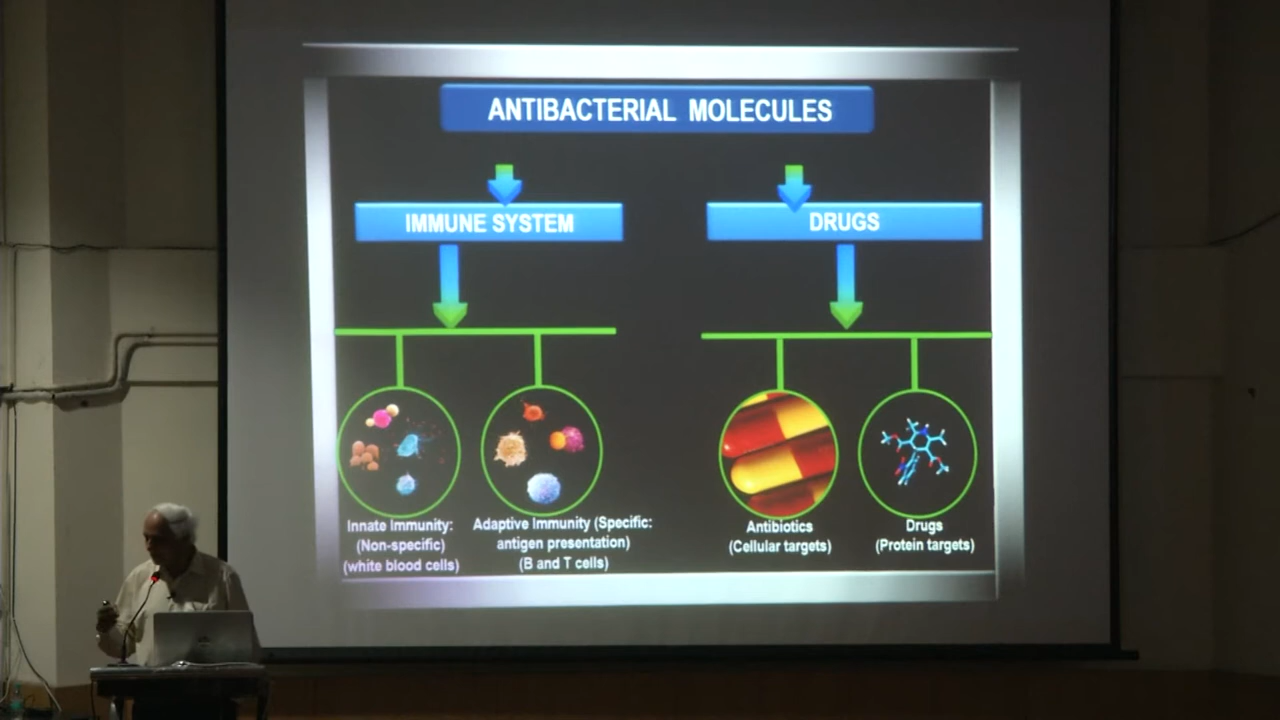 ANTIBACTERIAL MOLECULES
IMMUNE SYSTEM
DRUGS
Innate Immunity:
(Non-specific)
(white blood cells)
Adaptive Immunity (Specific:
antigen presentation)
(B and T cells)
Antibiotics
(Cellular targets)
Drugs
(Protein targets)